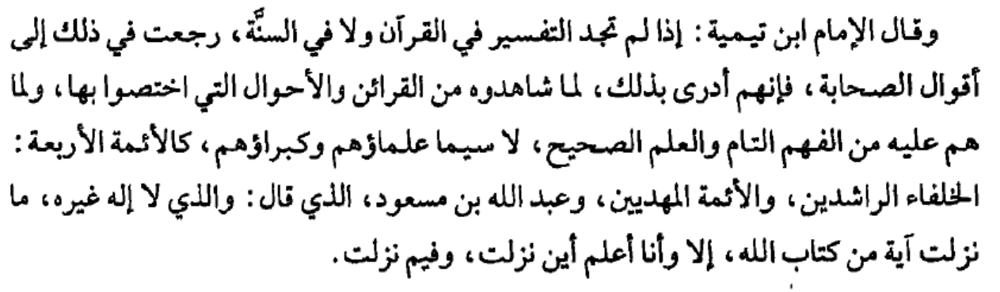 وقال الإمام ابن تيمية : إذا لم تجد التفسير في القرآن ولا في السنَّة ، رجعت في ذلك إلى
أقوال الصحابة ، فإنهم أدرى بذلك ، لما شاهدوه من القرائن والأحوال التي اختصوا بها ، ولما
هم عليه من الفهم التام والعلم الصحيح ، لا سيما علماؤهم وكبراؤهم ، كالأئمة الأربعة :
الخلفاء الراشدين ، والأئمة المهديين ، وعبد الله بن مسعود ، الذي قال : والذي لا إله غيره ، ما
نزلت آية من كتاب الله ، إلا وأنا أعلم أين نزلت ، وفيم نزلت .